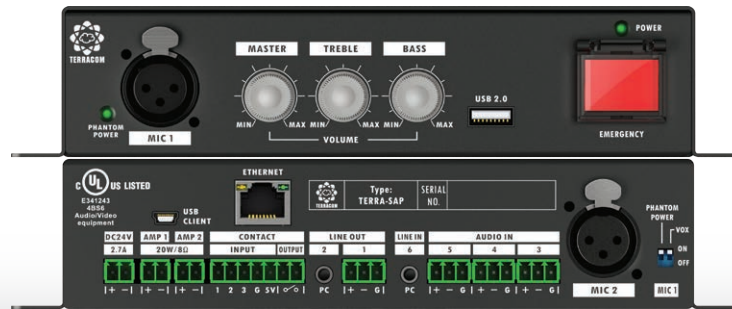 POWER
MASTER TREBLE BASS
TERRACOM
USB 2.0
PHANTOM
POWER
MIC 1
MIN MAX MIN MAX MIN MAX
VOLUME
EMERGENCY
ETHERNET
c UL US LISTED
E341243
4BS6
Audio/Video
equipment
USB
CLIENT
TERRACOM
Type:
TERRA-SAP
SERIAL
NO.
PHANTOM
POWER
VOX
ON
OFF
DC24V AMP 1 AMP 2 CONTACT LINE OUT LINE IN AUDIO IN
2.7A 20W/8Ω INPUT OUTPUT 2 1 6 5 4 3
+ - + - + - 1 2 3 G 5V PC + - G PC + - G + - G + - G
MIC 2
MIC 1